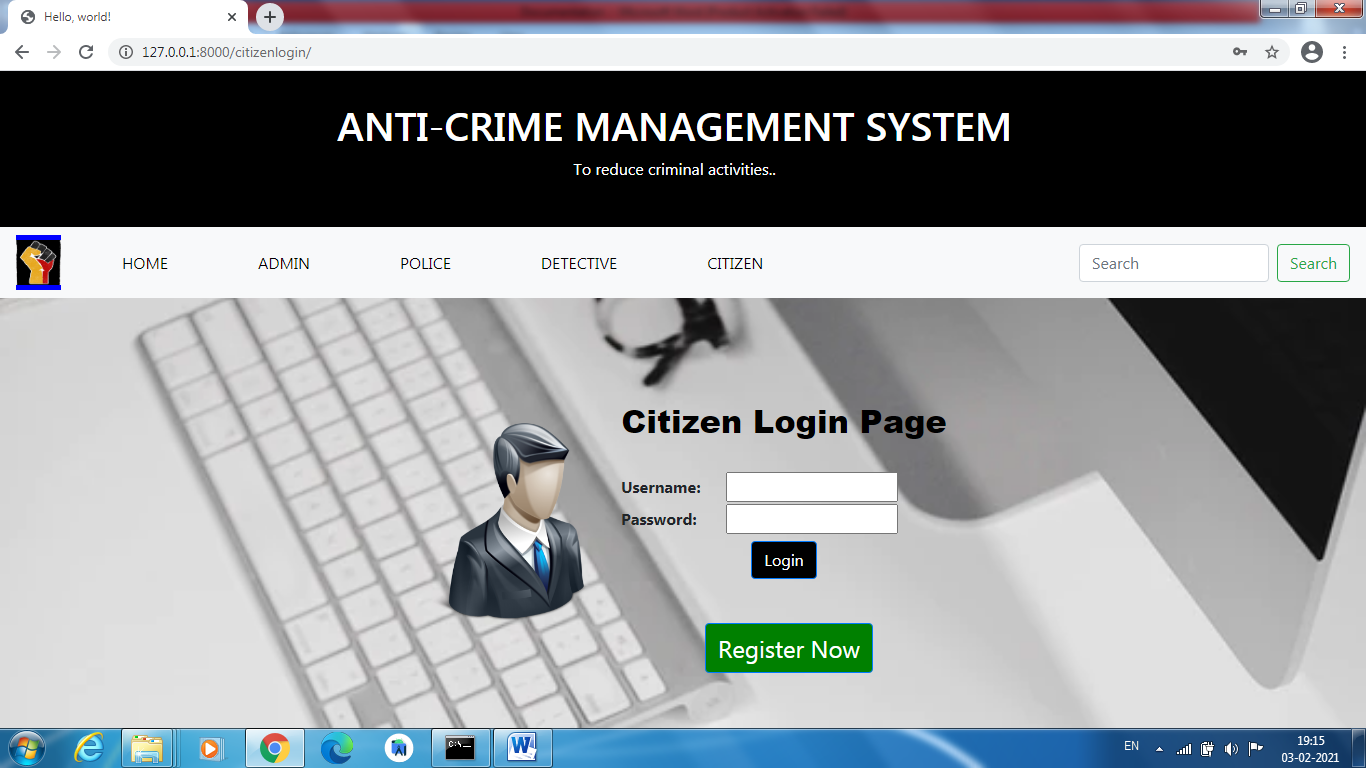 Hello, world!
127.0.0.1:8000/citizenlogin/
ANTI-CRIME MANAGEMENT SYSTEM
To reduce criminal activities..
HOME ADMIN POLICE DETECTIVE CITIZEN Search Search
Citizen Login Page
Username:
Password:
Login
Register Now
EN 19:15
03-02-2021